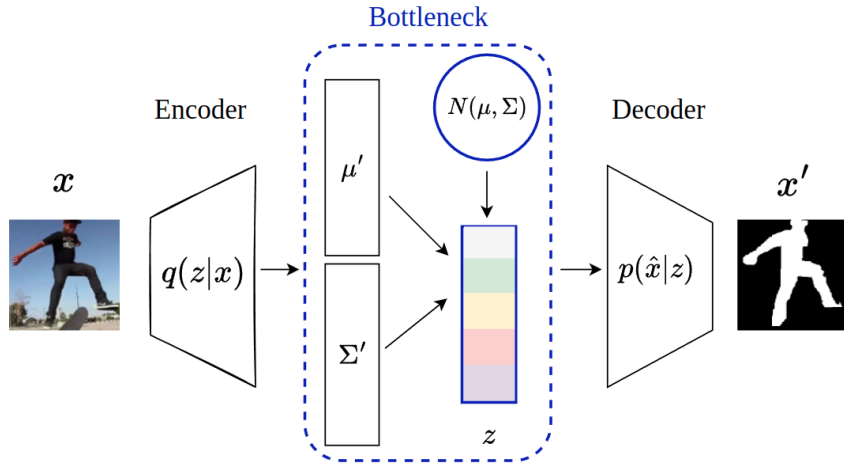 Bottleneck
Encoder
Decoder
N(μ, Σ)
x
μ′
x′
q(z|x)
p(x̂|z)
Σ′
z